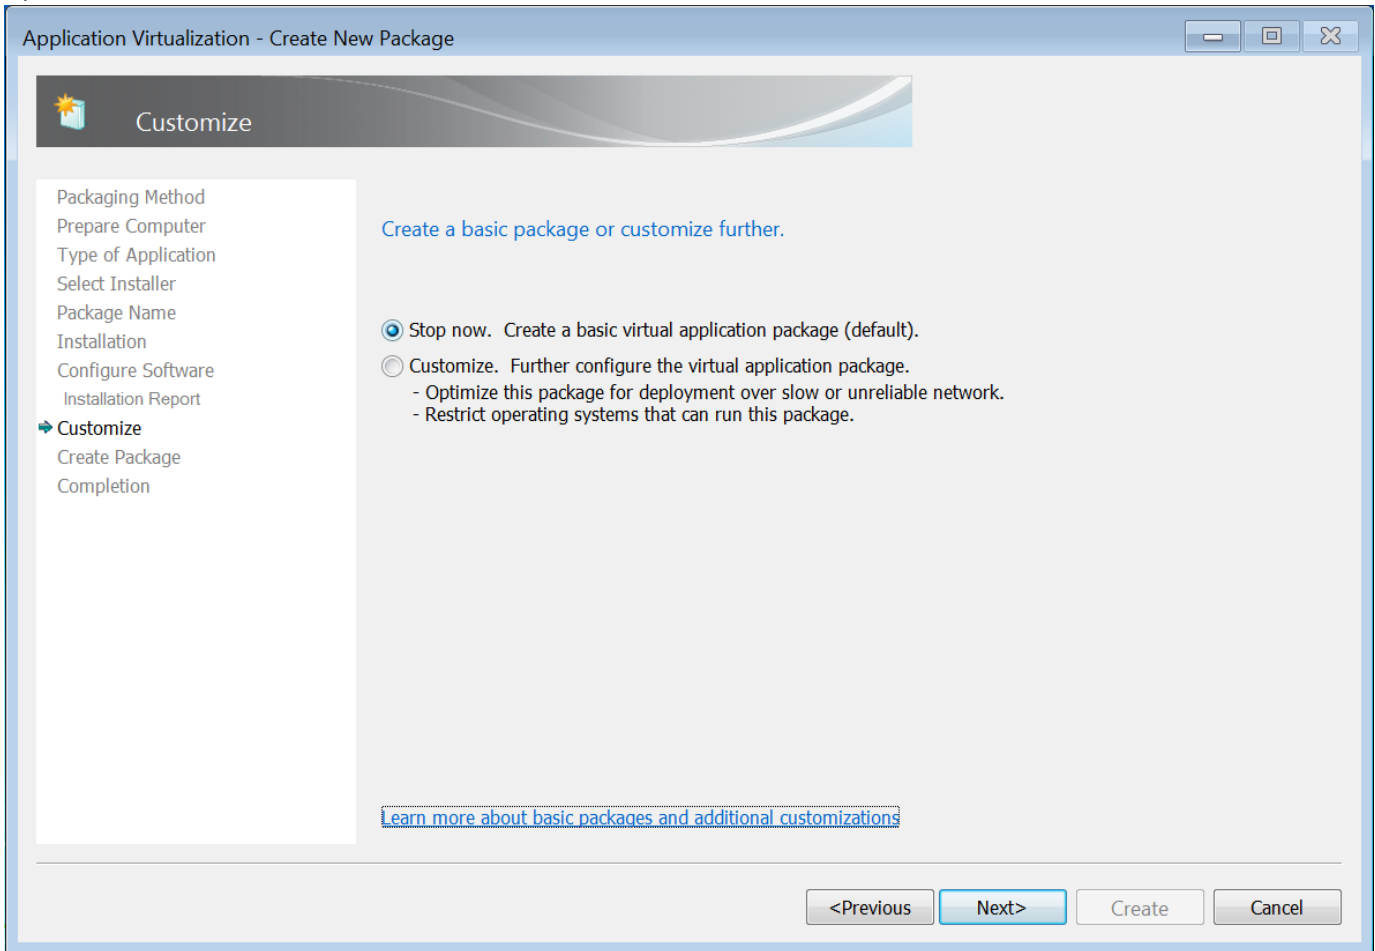 Application Virtualization - Create New Package
Customize
Packaging Method
Prepare Computer
Type of Application
Select Installer
Package Name
Installation
Configure Software
Installation Report
Customize
Create Package
Completion
Create a basic package or customize further.
Stop now.  Create a basic virtual application package (default).
Customize.  Further configure the virtual application package.
- Optimize this package for deployment over slow or unreliable network.
- Restrict operating systems that can run this package.
Learn more about basic packages and additional customizations
<Previous
Next>
Create
Cancel